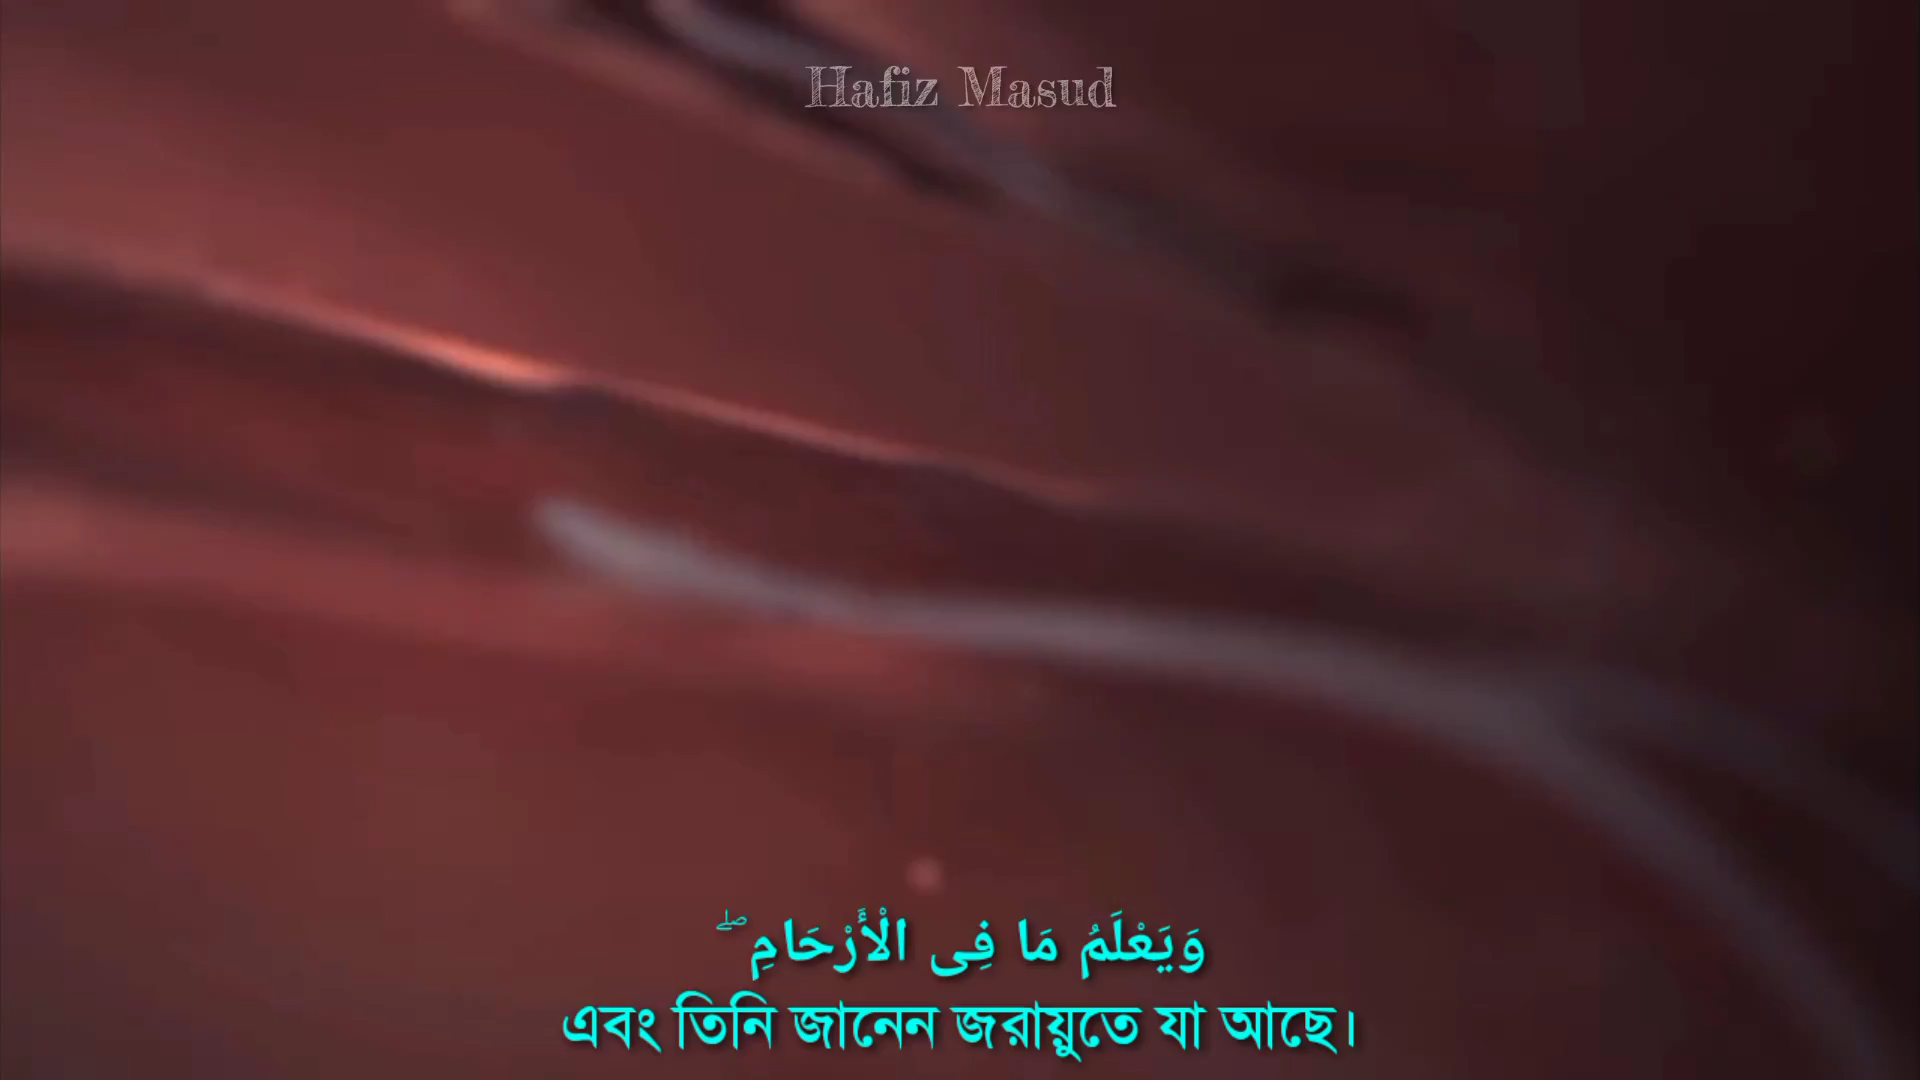 Hafiz Masud
وَيَعْلَمُ مَا فِى الْأَرْحَامِ ۖ
এবং তিনি জানেন জরায়ুতে যা আছে।